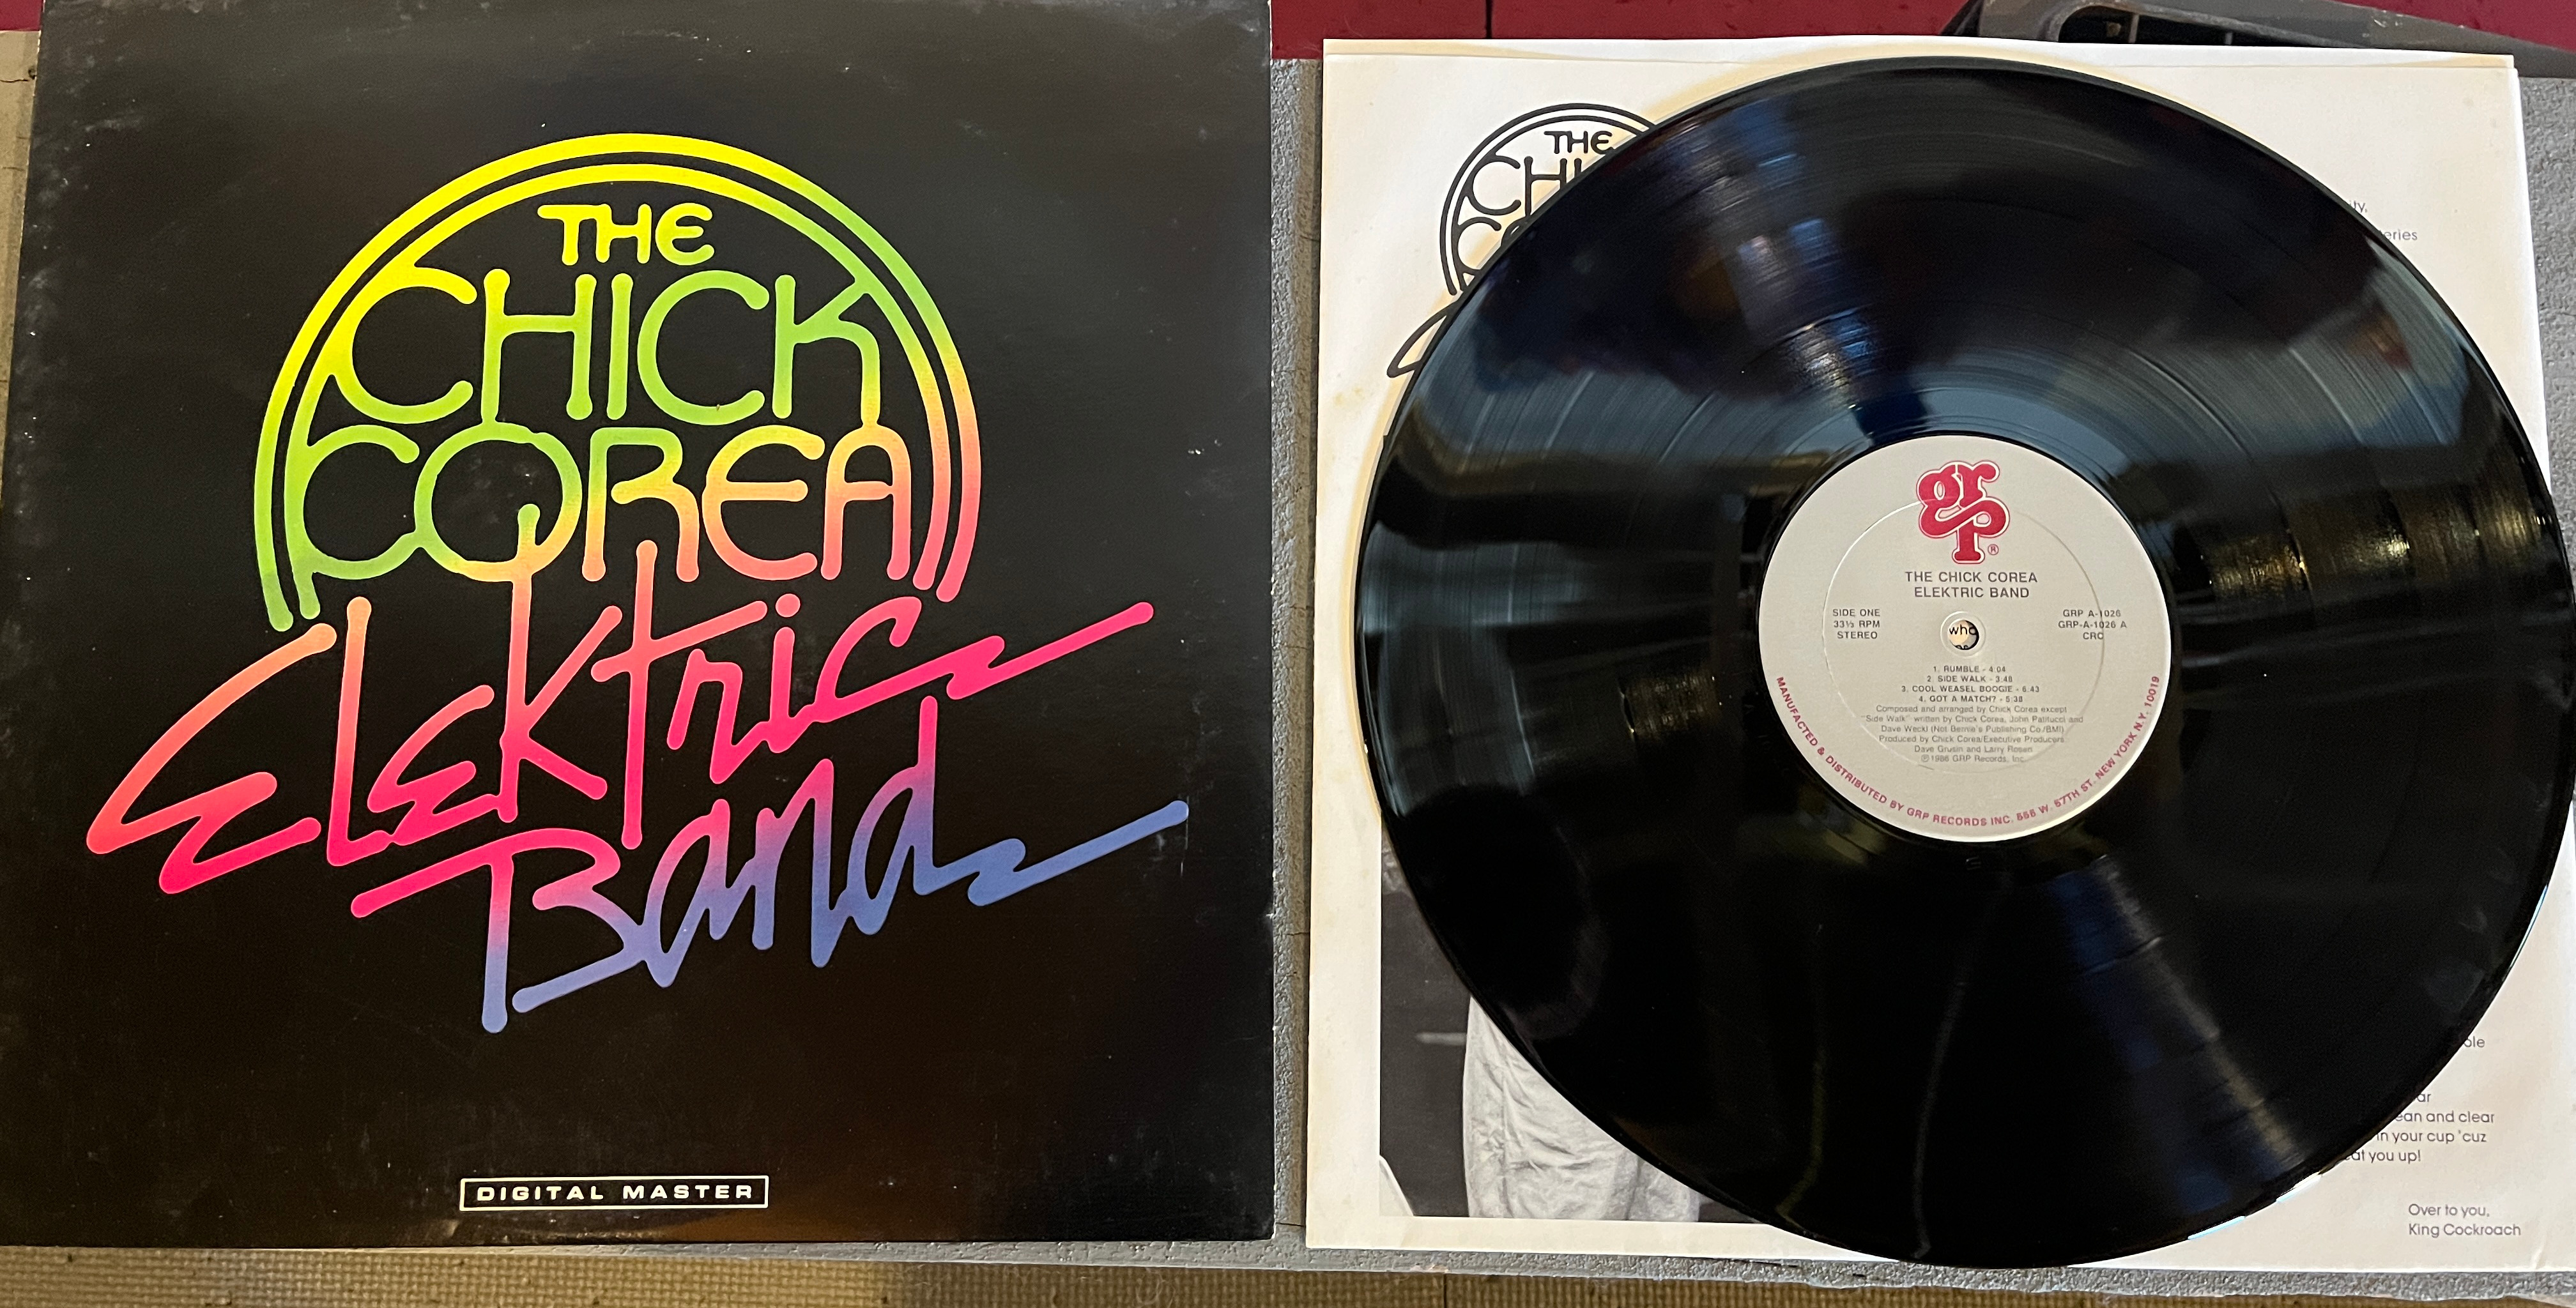 THE
CHICK
COREA
Elektric
Band
DIGITAL MASTER
THE
grp®
THE CHICK COREA
ELEKTRIC BAND
SIDE ONE
33⅓ RPM
STEREO
GRP A-1026
GRP-A-1026 A
CRC
who
1. RUMBLE - 4:04
2. SIDE WALK - 3:48
3. COOL WEASEL BOOGIE - 6:43
4. GOT A MATCH? - 5:38
Composed and arranged by Chick Corea except
"Side Walk" written by Chick Corea, John Patitucci and
Dave Weckl (Not Bernie's Publishing Co./BMI)
Produced by Chick Corea/Executive Producers:
Dave Grusin and Larry Rosen
℗1986 GRP Records, Inc.
MANUFACTED & DISTRIBUTED BY GRP RECORDS INC. 555 W. 57TH ST. NEW YORK N.Y. 10019
and clear
in your cup 'cuz
you up!
Over to you,
King Cockroach